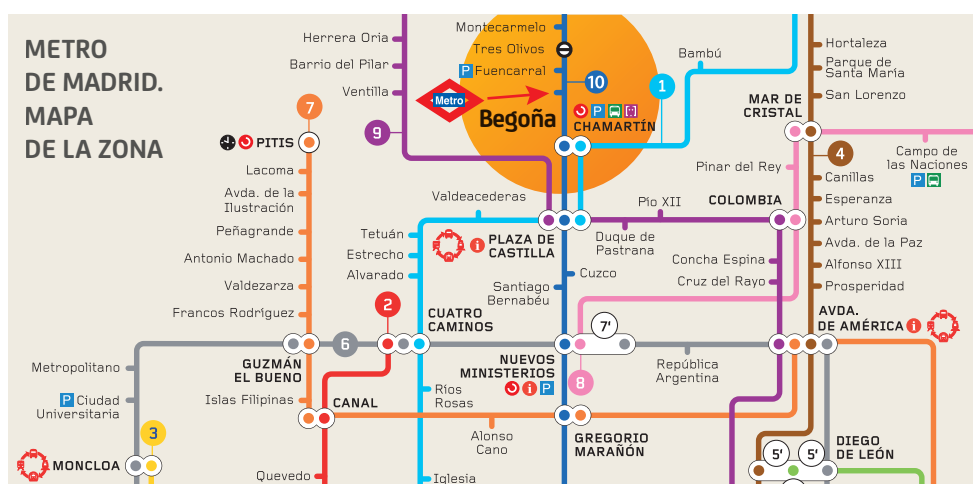 METRO
DE MADRID.
MAPA
DE LA ZONA
Herrera Oria
Barrio del Pilar
Ventilla
9
Montecarmelo
Tres Olivos
P Fuencarral
10
Metro
Begoña
CHAMARTÍN
P
1
Bambú
Hortaleza
Parque de
Santa María
San Lorenzo
MAR DE
CRISTAL
4
Campo de
las Naciones
P
7
PITIS
Lacoma
Avda. de la
Ilustración
Peñagrande
Antonio Machado
Valdezarza
Francos Rodríguez
Valdeacederas
Tetuán
Estrecho
Alvarado
i PLAZA DE
CASTILLA
Pinar del Rey
Pío XII
COLOMBIA
Duque de
Pastrana
Concha Espina
Cruz del Rayo
Canillas
Esperanza
Arturo Soria
Avda. de la Paz
Alfonso XIII
Prosperidad
Cuzco
Santiago
Bernabéu
2
CUATRO
CAMINOS
6
GUZMÁN
EL BUENO
Metropolitano
P Ciudad
Universitaria
Islas Filipinas
CANAL
3
MONCLOA
Quevedo
Ríos
Rosas
Iglesia
NUEVOS
MINISTERIOS
i P
7'
8
República
Argentina
AVDA.
DE AMÉRICA i
Alonso
Cano
GREGORIO
MARAÑÓN
5'
5'
DIEGO
DE LEÓN